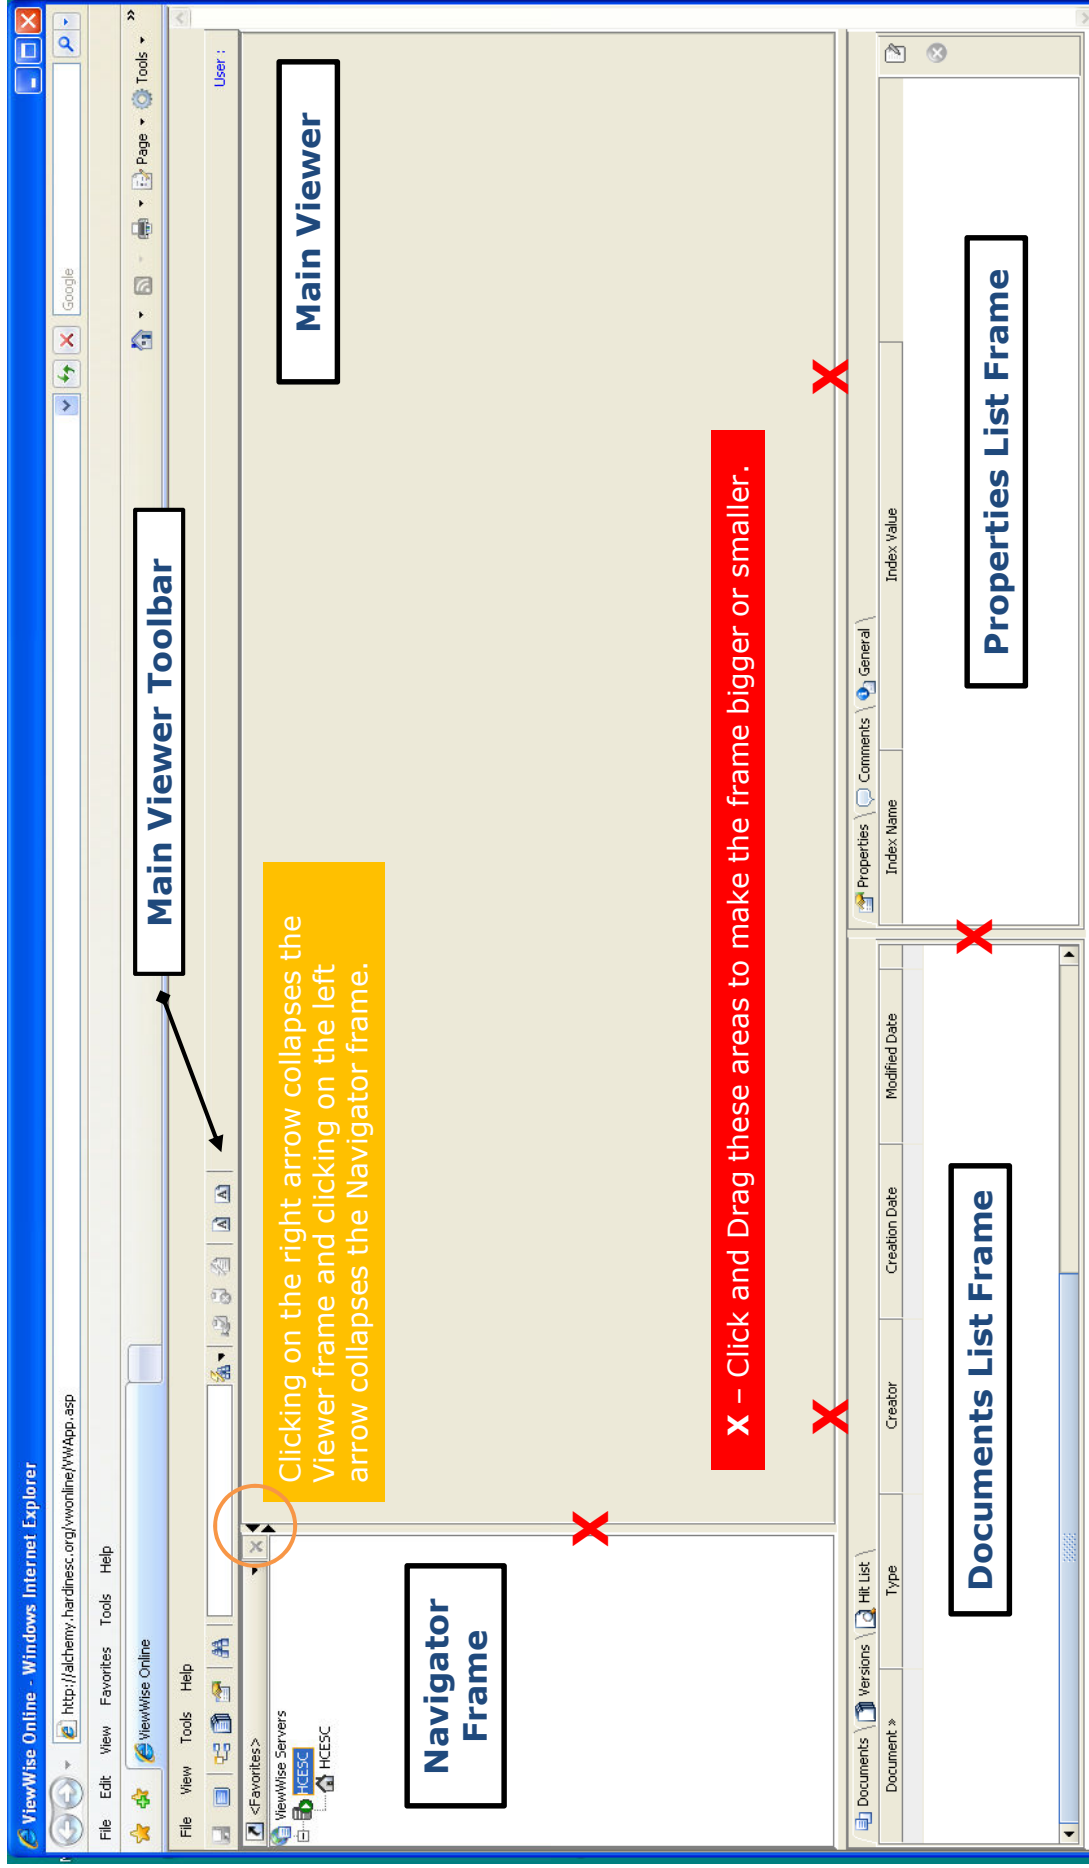 ViewWise Online - Windows Internet Explorer
http://alchemy.hardinesc.org/vwonline/VWApp.asp
Google
File Edit View Favorites Tools Help
ViewWise Online
Page Tools
Main Viewer Toolbar
File View Tools Help
User :
<Favorites>
ViewWise Servers
HCESC
HCESC
Navigator
Frame
Clicking on the right arrow collapses the
Viewer frame and clicking on the left
arrow collapses the Navigator frame.
Main Viewer
X
X – Click and Drag these areas to make the frame bigger or smaller.
X
X
Documents Versions Hit List
Document » Type Creator Creation Date Modified Date
Documents List Frame
X
Properties Comments General
Index Name Index Value
Properties List Frame